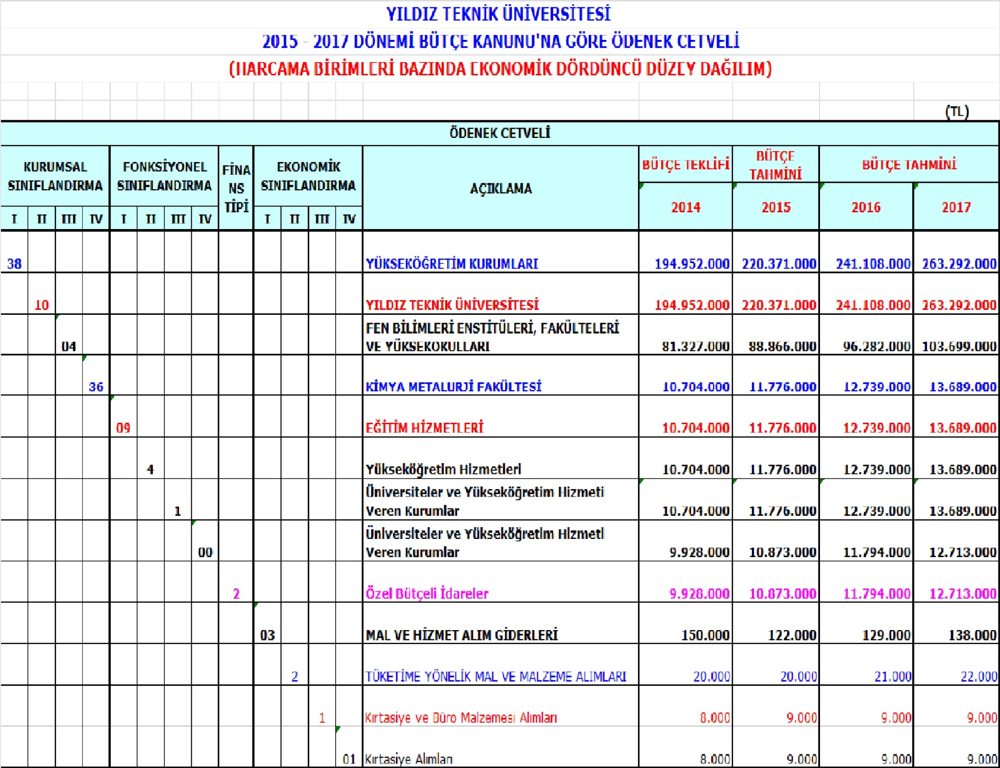 YILDIZ TEKNİK ÜNİVERSİTESİ
2015 - 2017 DÖNEMİ BÜTÇE KANUNU'NA GÖRE ÖDENEK CETVELİ
(HARCAMA BİRİMLERİ BAZINDA EKONOMİK DÖRDÜNCÜ DÜZEY DAĞILIM)
(TL)
ÖDENEK CETVELİ
KURUMSAL SINIFLANDIRMA
FONKSİYONEL SINIFLANDIRMA
FİNANS TİPİ
EKONOMİK SINIFLANDIRMA
AÇIKLAMA
BÜTÇE TEKLİFİ
BÜTÇE TAHMİNİ
BÜTÇE TAHMİNİ
I II III IV I II III IV I II III IV 2014 2015 2016 2017
38 YÜKSEKÖĞRETİM KURUMLARI 194.952.000 220.371.000 241.108.000 263.292.000
10 YILDIZ TEKNİK ÜNİVERSİTESİ 194.952.000 220.371.000 241.108.000 263.292.000
FEN BİLİMLERİ ENSTİTÜLERİ, FAKÜLTELERİ
04 VE YÜKSEKOKULLARI 81.327.000 88.866.000 96.282.000 103.699.000
36 KİMYA METALURJİ FAKÜLTESİ 10.704.000 11.776.000 12.739.000 13.689.000
09 EĞİTİM HİZMETLERİ 10.704.000 11.776.000 12.739.000 13.689.000
4 Yükseköğretim Hizmetleri 10.704.000 11.776.000 12.739.000 13.689.000
Üniversiteler ve Yükseköğretim Hizmeti
1 Veren Kurumlar 10.704.000 11.776.000 12.739.000 13.689.000
Üniversiteler ve Yükseköğretim Hizmeti
00 Veren Kurumlar 9.928.000 10.873.000 11.794.000 12.713.000
2 Özel Bütçeli İdareler 9.928.000 10.873.000 11.794.000 12.713.000
03 MAL VE HİZMET ALIM GİDERLERİ 150.000 122.000 129.000 138.000
2 TÜKETİME YÖNELİK MAL VE MALZEME ALIMLARI 20.000 20.000 21.000 22.000
1 Kırtasiye ve Büro Malzemesi Alımları 8.000 9.000 9.000 9.000
01 Kırtasiye Alımları 8.000 9.000 9.000 9.000